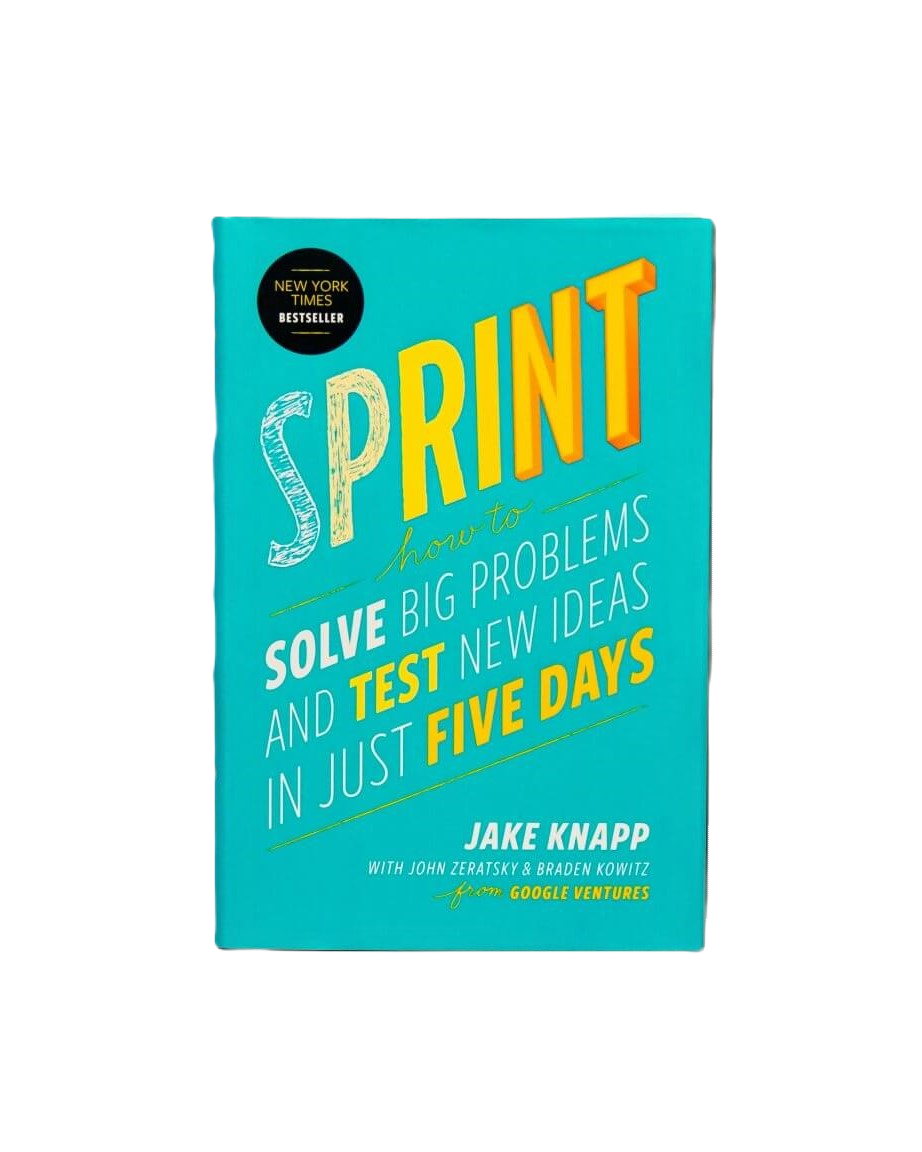 NEW YORK
TIMES
BESTSELLER
SPRINT
how to
SOLVE BIG PROBLEMS
AND TEST NEW IDEAS
IN JUST FIVE DAYS
JAKE KNAPP
WITH JOHN ZERATSKY & BRADEN KOWITZ
from GOOGLE VENTURES